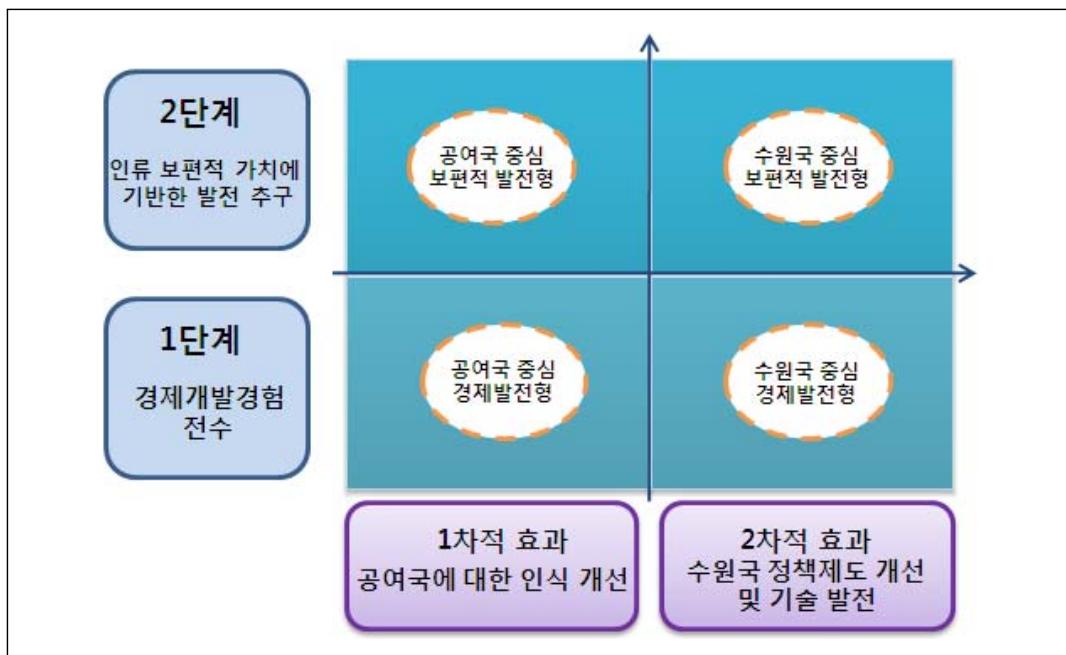 2단계
인류 보편적 가치에
기반한 발전 추구
공여국 중심
보편적 발전형
수원국 중심
보편적 발전형
1단계
경제개발경험
전수
공여국 중심
경제발전형
수원국 중심
경제발전형
1차적 효과
공여국에 대한 인식 개선
2차적 효과
수원국 정책제도 개선
및 기술 발전